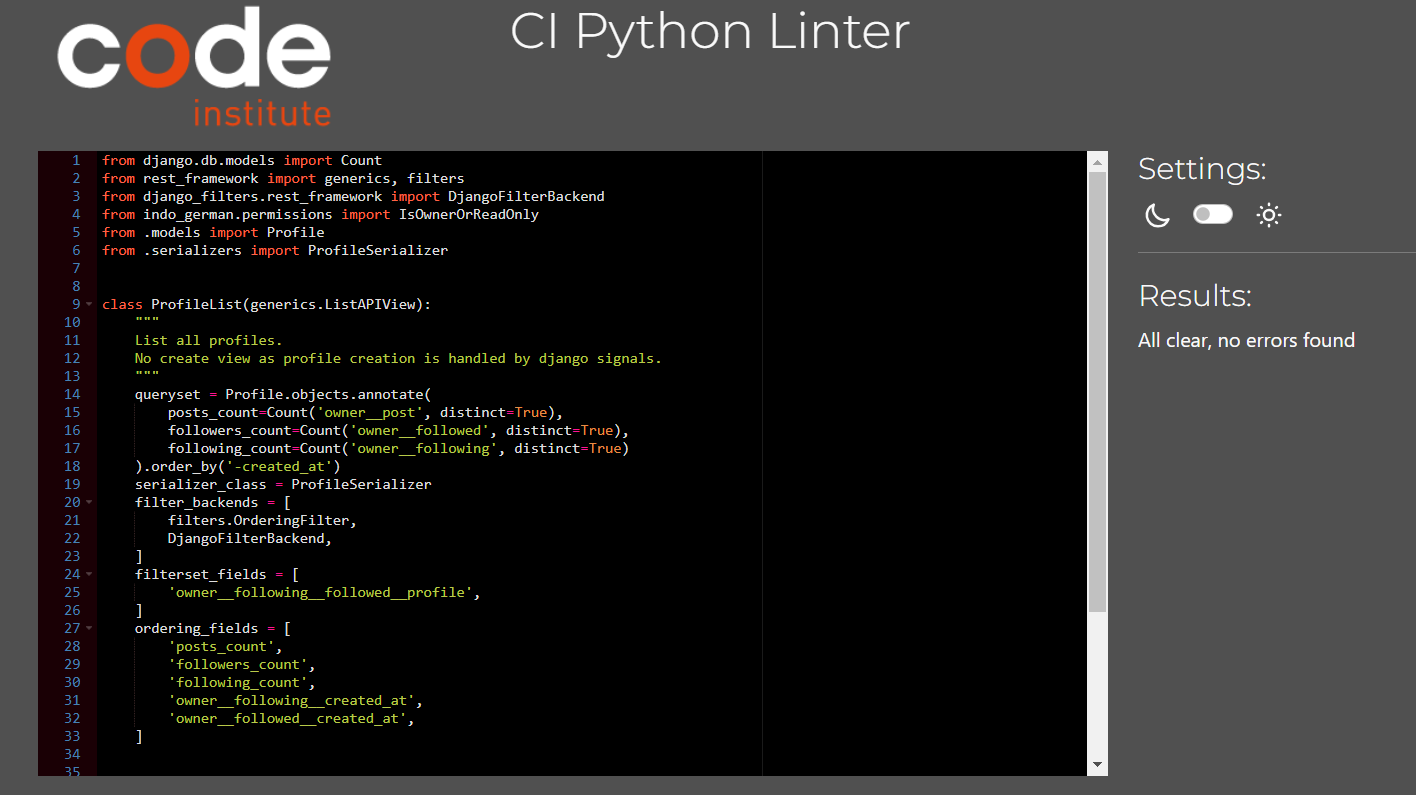 code
institute
CI Python Linter
1 from django.db.models import Count
2 from rest_framework import generics, filters
3 from django_filters.rest_framework import DjangoFilterBackend
4 from indo_german.permissions import IsOwnerOrReadOnly
5 from .models import Profile
6 from .serializers import ProfileSerializer
7
8
9 class ProfileList(generics.ListAPIView):
10     """
11     List all profiles.
12     No create view as profile creation is handled by django signals.
13     """
14     queryset = Profile.objects.annotate(
15         posts_count=Count('owner__post', distinct=True),
16         followers_count=Count('owner__followed', distinct=True),
17         following_count=Count('owner__following', distinct=True)
18     ).order_by('-created_at')
19     serializer_class = ProfileSerializer
20     filter_backends = [
21         filters.OrderingFilter,
22         DjangoFilterBackend,
23     ]
24     filterset_fields = [
25         'owner__following__followed__profile',
26     ]
27     ordering_fields = [
28         'posts_count',
29         'followers_count',
30         'following_count',
31         'owner__following__created_at',
32         'owner__followed__created_at',
33     ]
34
35
Settings:
Results:
All clear, no errors found